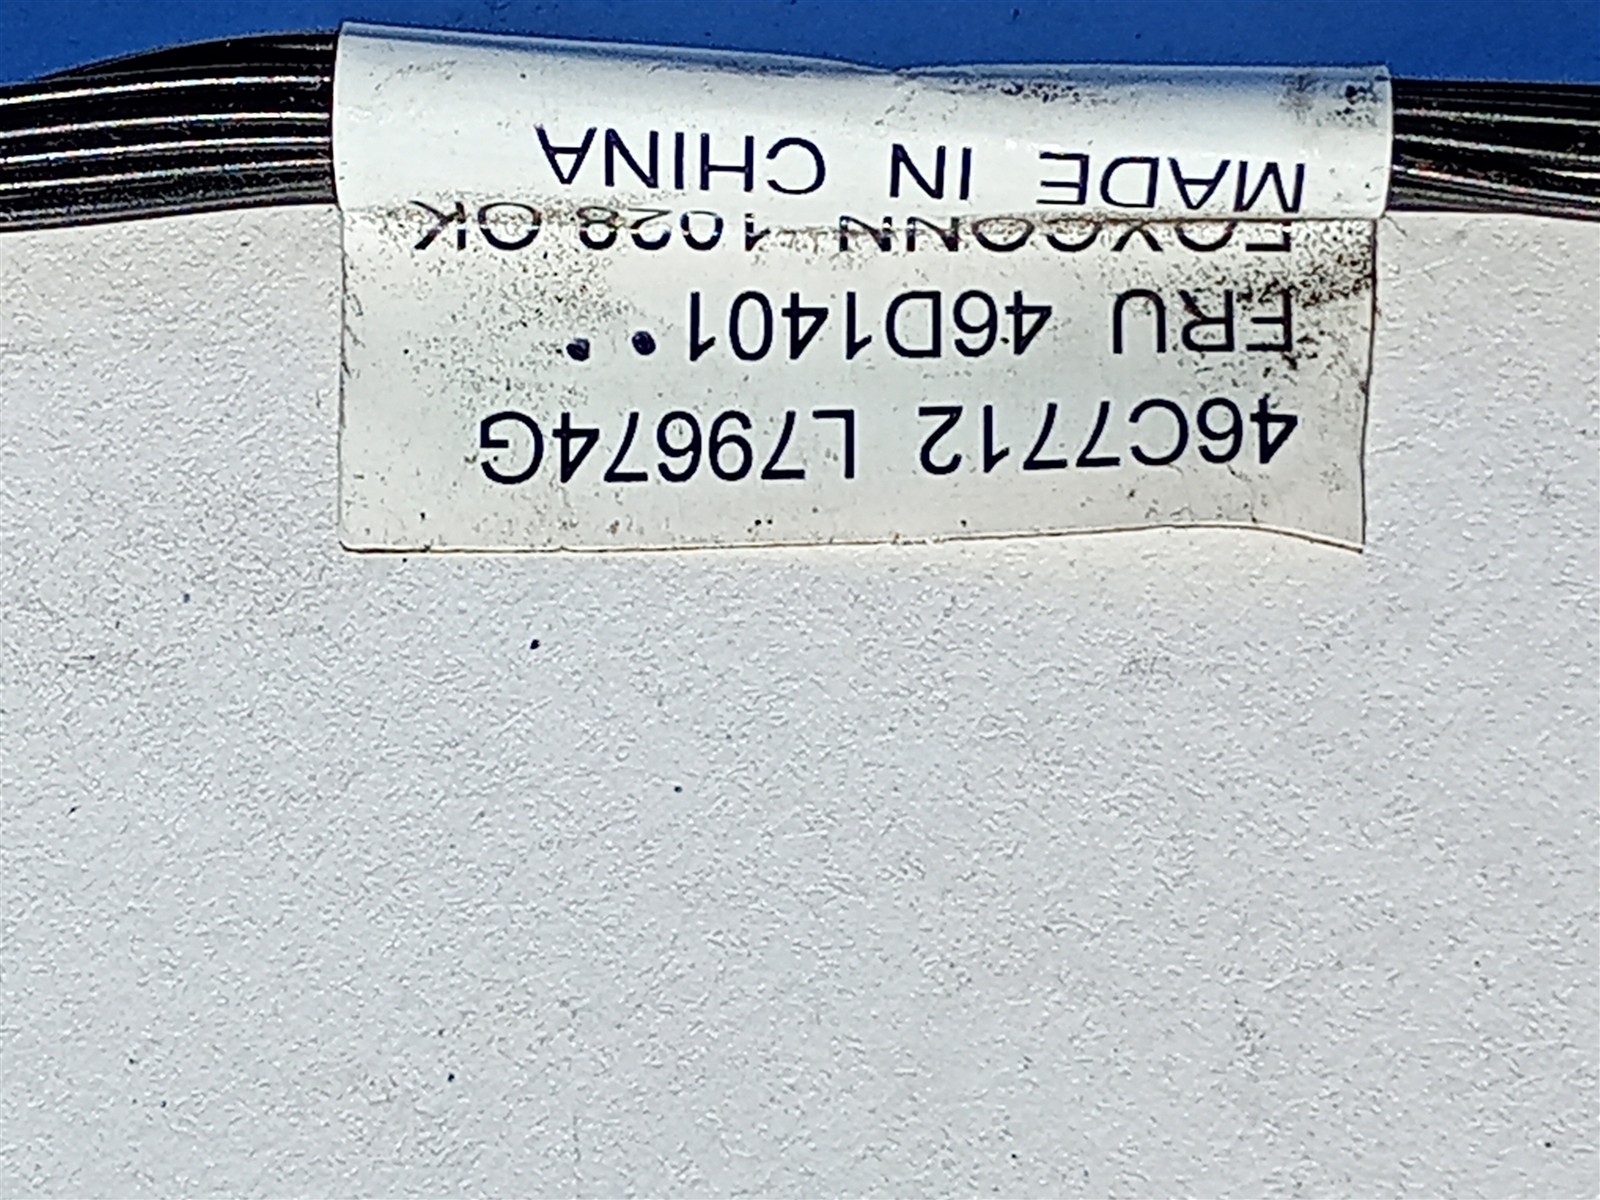 46C7712 L79674G
FRU 46D1401
FOXCONN 1028 OK
MADE IN CHINA